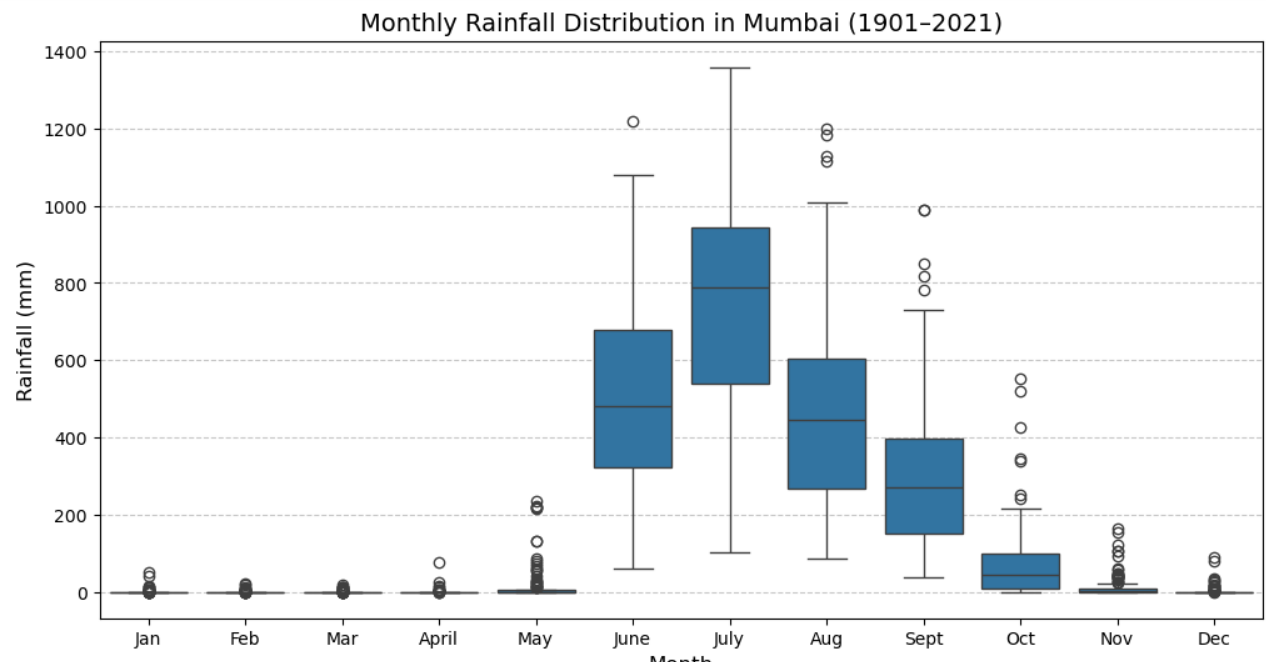 Monthly Rainfall Distribution in Mumbai (1901–2021)
Rainfall (mm)
1400
1200
1000
800
600
400
200
0
Jan Feb Mar April May June July Aug Sept Oct Nov Dec
Month